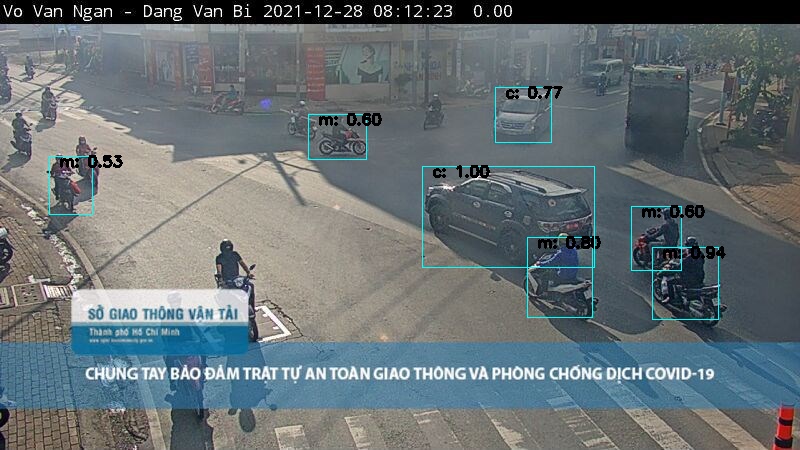 Vo Van Ngan - Dang Van Bi 2021-12-28 08:12:23 0.00
c: 0.77
m: 0.60
m: 0.53
c: 1.00
m: 0.60
m: 0.80
m: 0.94
SỞ GIAO THÔNG VẬN TẢI
Thành phố Hồ Chí Minh
CHUNG TAY BẢO ĐẢM TRẬT TỰ AN TOÀN GIAO THÔNG VÀ PHÒNG CHỐNG DỊCH COVID-19